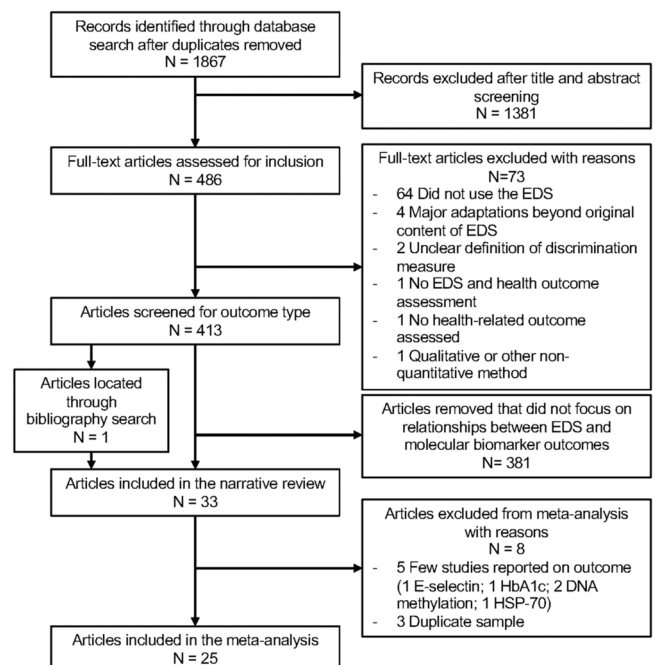 Records identified through database
search after duplicates removed
N = 1867
Records excluded after title and abstract
screening
N = 1381
Full-text articles assessed for inclusion
N = 486
Full-text articles excluded with reasons
N=73
- 64 Did not use the EDS
- 4 Major adaptations beyond original
content of EDS
- 2 Unclear definition of discrimination
measure
- 1 No EDS and health outcome
assessment
- 1 No health-related outcome
assessed
- 1 Qualitative or other non-
quantitative method
Articles screened for outcome type
N = 413
Articles located
through
bibliography search
N = 1
Articles removed that did not focus on
relationships between EDS and
molecular biomarker outcomes
N= 381
Articles included in the narrative review
N = 33
Articles excluded from meta-analysis
with reasons
N = 8
- 5 Few studies reported on outcome
(1 E-selectin; 1 HbA1c; 2 DNA
methylation; 1 HSP-70)
- 3 Duplicate sample
Articles included in the meta-analysis
N = 25